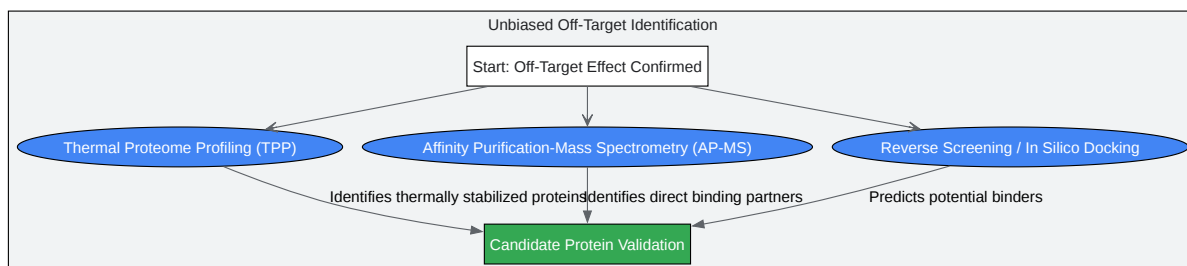 Unbiased Off-Target Identification
Start: Off-Target Effect Confirmed
Thermal Proteome Profiling (TPP)
Affinity Purification-Mass Spectrometry (AP-MS)
Reverse Screening / In Silico Docking
Identifies thermally stabilized proteins
Identifies direct binding partners
Predicts potential binders
Candidate Protein Validation